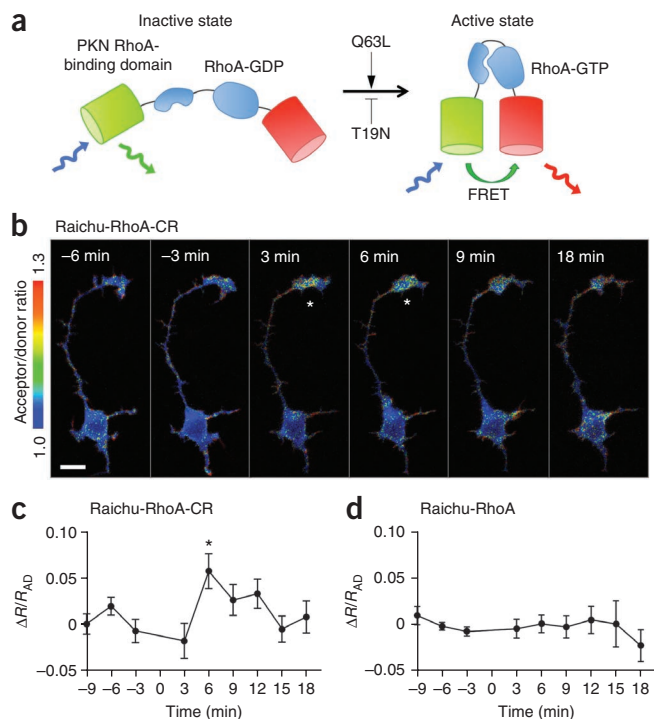 a
Inactive state
Active state
PKN RhoA-
binding domain
RhoA-GDP
Q63L
T19N
RhoA-GTP
FRET
b
Raichu-RhoA-CR
Acceptor/donor ratio
1.0
1.3
–6 min
–3 min
3 min
6 min
9 min
18 min
*
*
c
Raichu-RhoA-CR
ΔR/R_AD
0.10
0.05
0
–0.05
*
–9 –6 –3 0 3 6 9 12 15 18
Time (min)
d
Raichu-RhoA
ΔR/R_AD
0.10
0.05
0
–0.05
–9 –6 –3 0 3 6 9 12 15 18
Time (min)